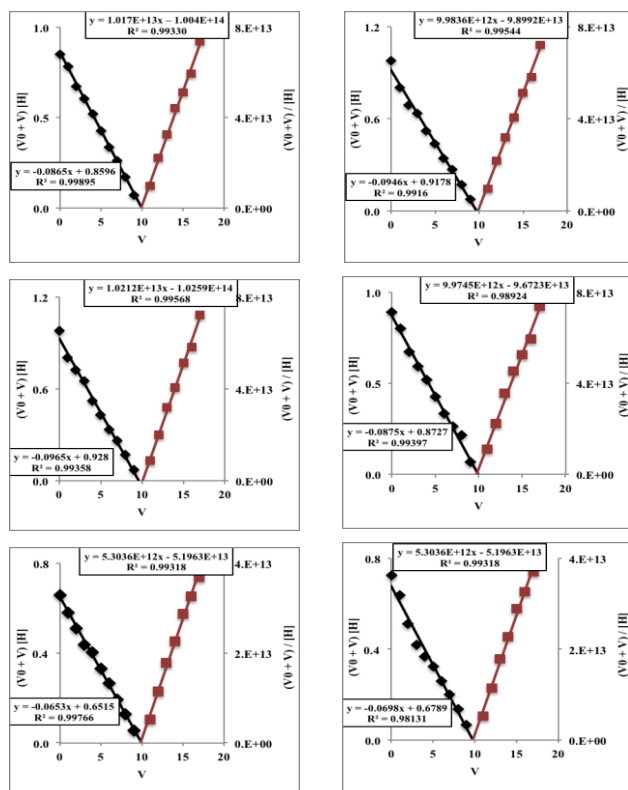 y = 1.017E+13x – 1.004E+14
R² = 0.99330
1.0
0.5
0.0
(V0 + V) [H]
8.E+13
4.E+13
0.E+00
(V0+V) / [H]
y = -0.0865x + 0.8596
R² = 0.99895
0
5
10
15
20
V
y = 9.9836E+12x - 9.8992E+13
R² = 0.99544
1.2
0.6
0.0
(V0 + V) [H]
8.E+13
4.E+13
0.E+00
(V0+V) / [H]
y = -0.0946x + 0.9178
R² = 0.9916
0
5
10
15
20
V
y = 1.0212E+13x - 1.0259E+14
R² = 0.99568
1.2
0.6
0.0
(V0 + V) [H]
8.E+13
4.E+13
0.E+00
(V0+V) / [H]
y = -0.0965x + 0.928
R² = 0.99358
0
5
10
15
20
V
y = 9.9745E+12x - 9.6723E+13
R² = 0.98924
1.0
0.5
0.0
(V0 + V) [H]
8.E+13
4.E+13
0.E+00
(V0+V) / [H]
y = -0.0875x + 0.8727
R² = 0.99397
0
5
10
15
20
V
y = 5.3036E+12x - 5.1963E+13
R² = 0.99318
0.8
0.4
0.0
(V0 + V) [H]
4.E+13
2.E+13
0.E+00
(V0+V) / [H]
y = -0.0653x + 0.6515
R² = 0.99766
0
5
10
15
20
V
y = 5.3036E+12x - 5.1963E+13
R² = 0.99318
0.8
0.4
0.0
(V0 + V) [H]
4.E+13
2.E+13
0.E+00
(V0+V) / [H]
y = -0.0698x + 0.6789
R² = 0.98131
0
5
10
15
20
V